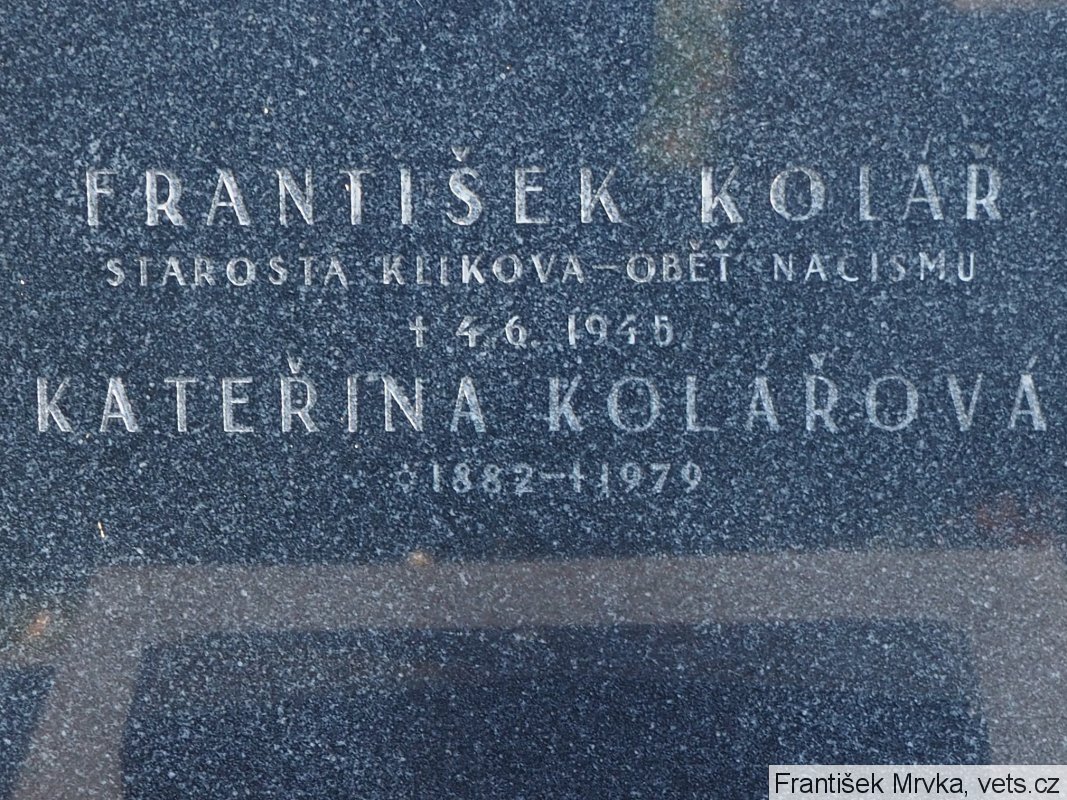 FRANTIŠEK KOLÁŘ
STAROSTA KLIKOVA – OBĚŤ NACISMU
† 4.6. 1945
KATEŘINA KOLÁŘOVÁ
1882 – † 1979
František Mrvka, vets.cz